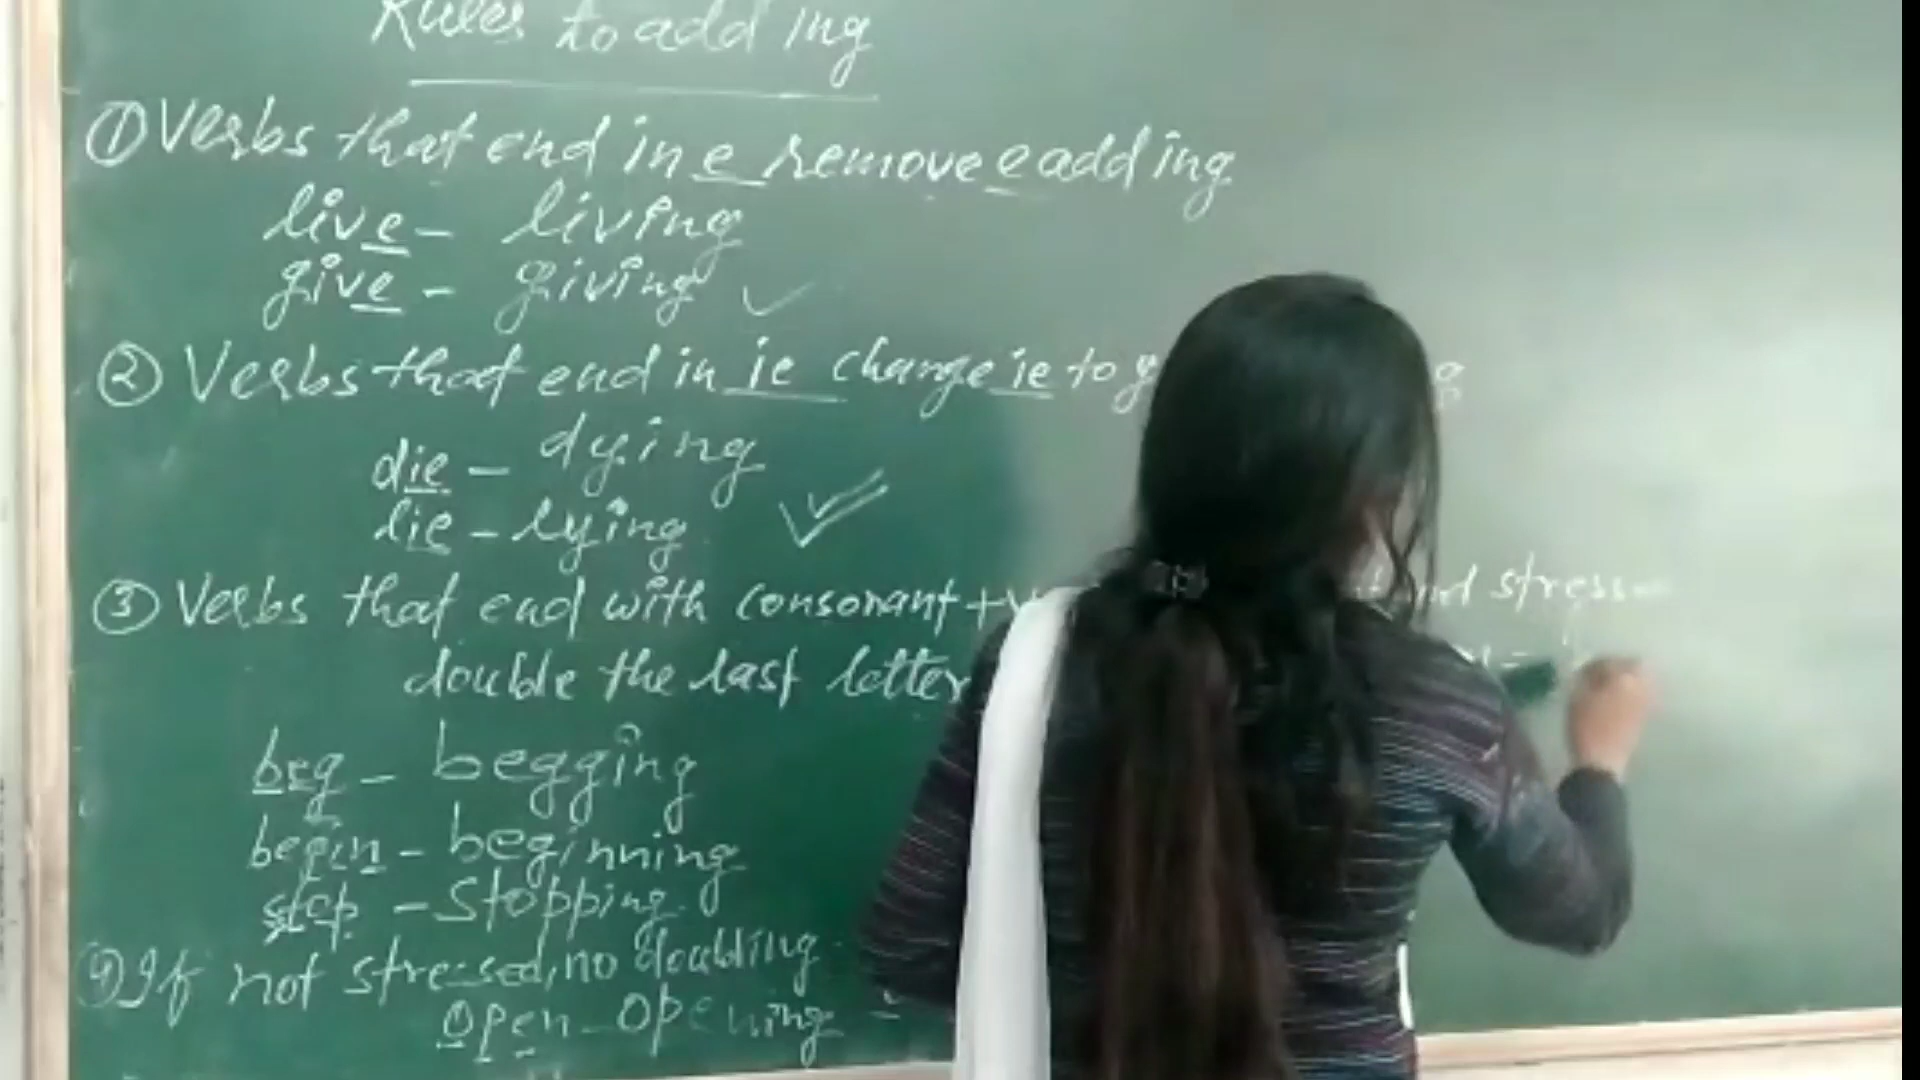 Rules to add ing
① Verbs that end in e remove e add ing
live - living
give - giving
② Verbs that end in ie change ie to y
die - dying
lie - lying
③ Verbs that end with consonant + stress
double the last letter
beg - begging
begin - beginning
stop - stopping
④ If not stressed, no doubling
open - opening